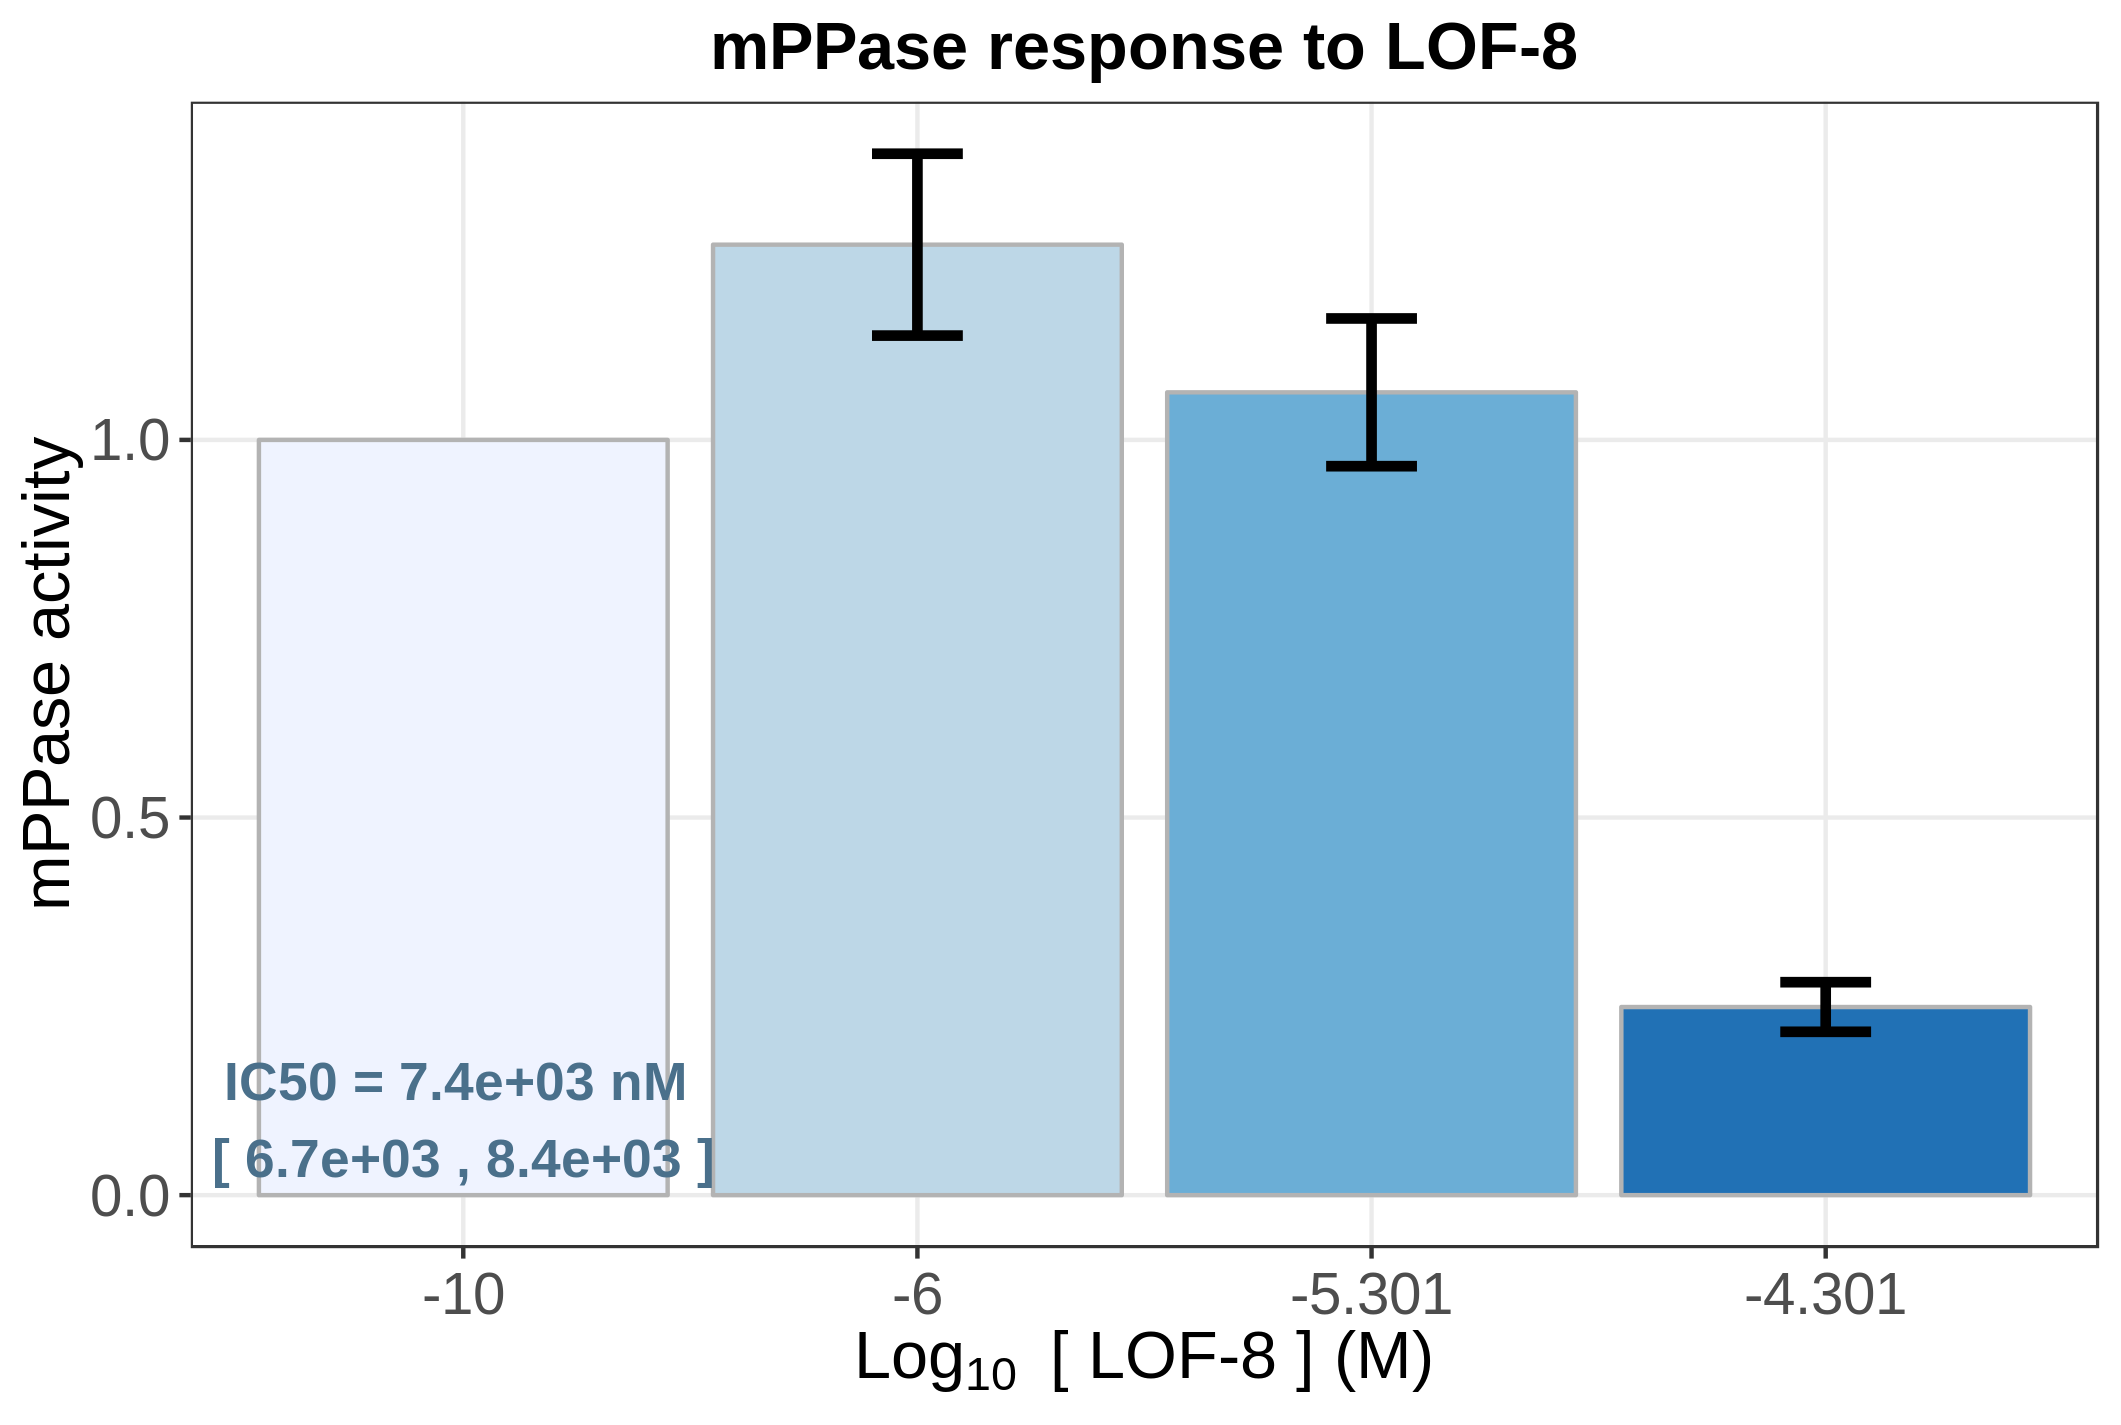 mPPase response to LOF-8
mPPase activity
1.0
0.5
0.0
IC50 = 7.4e+03 nM
[ 6.7e+03 , 8.4e+03 ]
-10
-6
-5.301
-4.301
Log10 [ LOF-8 ] (M)